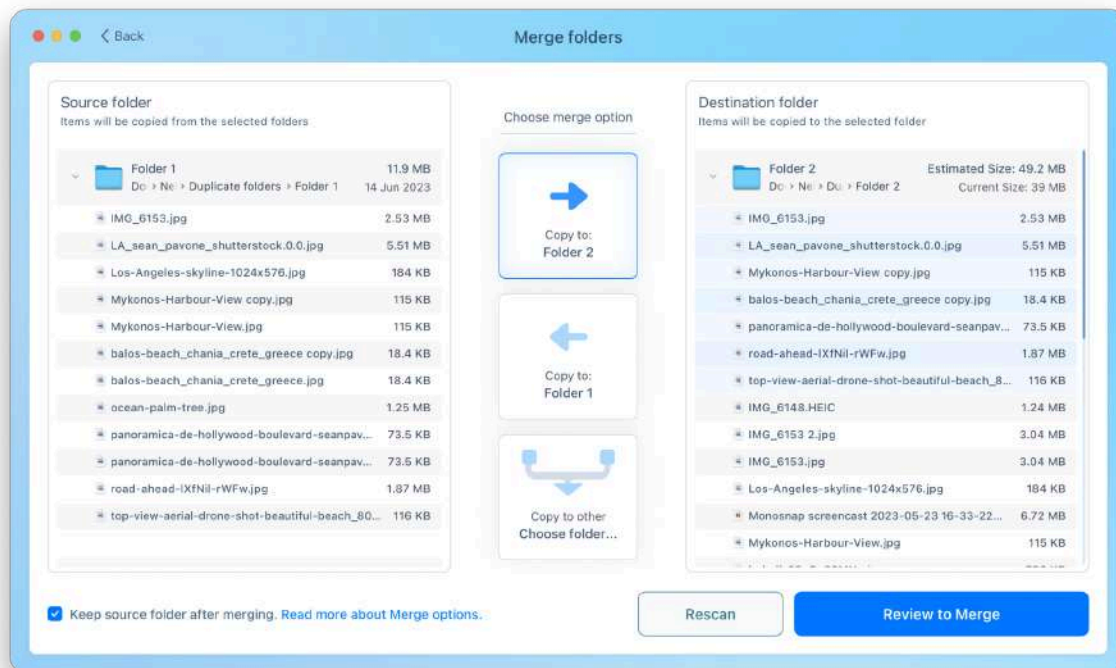 Back
Merge folders
Source folder
Items will be copied from the selected folders
Folder 1 11.9 MB
Do › Ne › Duplicate folders › Folder 1 14 Jun 2023
IMG_6153.jpg 2.53 MB
LA_sean_pavone_shutterstock.0.0.jpg 5.51 MB
Los-Angeles-skyline-1024x576.jpg 184 KB
Mykonos-Harbour-View copy.jpg 115 KB
Mykonos-Harbour-View.jpg 115 KB
balos-beach_chania_crete_greece copy.jpg 18.4 KB
balos-beach_chania_crete_greece.jpg 18.4 KB
ocean-palm-tree.jpg 1.25 MB
panoramica-de-hollywood-boulevard-seanpav... 73.5 KB
panoramica-de-hollywood-boulevard-seanpav... 73.5 KB
road-ahead-IXfNiI-rWFw.jpg 1.87 MB
top-view-aerial-drone-shot-beautiful-beach_80... 116 KB
Choose merge option
Copy to:
Folder 2
Copy to:
Folder 1
Copy to other
Choose folder...
Destination folder
Items will be copied to the selected folder
Folder 2 Estimated Size: 49.2 MB
Do › Ne › Du › Folder 2 Current Size: 39 MB
IMG_6153.jpg 2.53 MB
LA_sean_pavone_shutterstock.0.0.jpg 5.51 MB
Mykonos-Harbour-View copy.jpg 115 KB
balos-beach_chania_crete_greece copy.jpg 18.4 KB
panoramica-de-hollywood-boulevard-seanpav... 73.5 KB
road-ahead-IXfNiI-rWFw.jpg 1.87 MB
top-view-aerial-drone-shot-beautiful-beach_8... 116 KB
IMG_6148.HEIC 1.24 MB
IMG_6153 2.jpg 3.04 MB
IMG_6153.jpg 3.04 MB
Los-Angeles-skyline-1024x576.jpg 184 KB
Monosnap screencast 2023-05-23 16-33-22... 6.72 MB
Mykonos-Harbour-View.jpg 115 KB
Keep source folder after merging. Read more about Merge options.
Rescan
Review to Merge